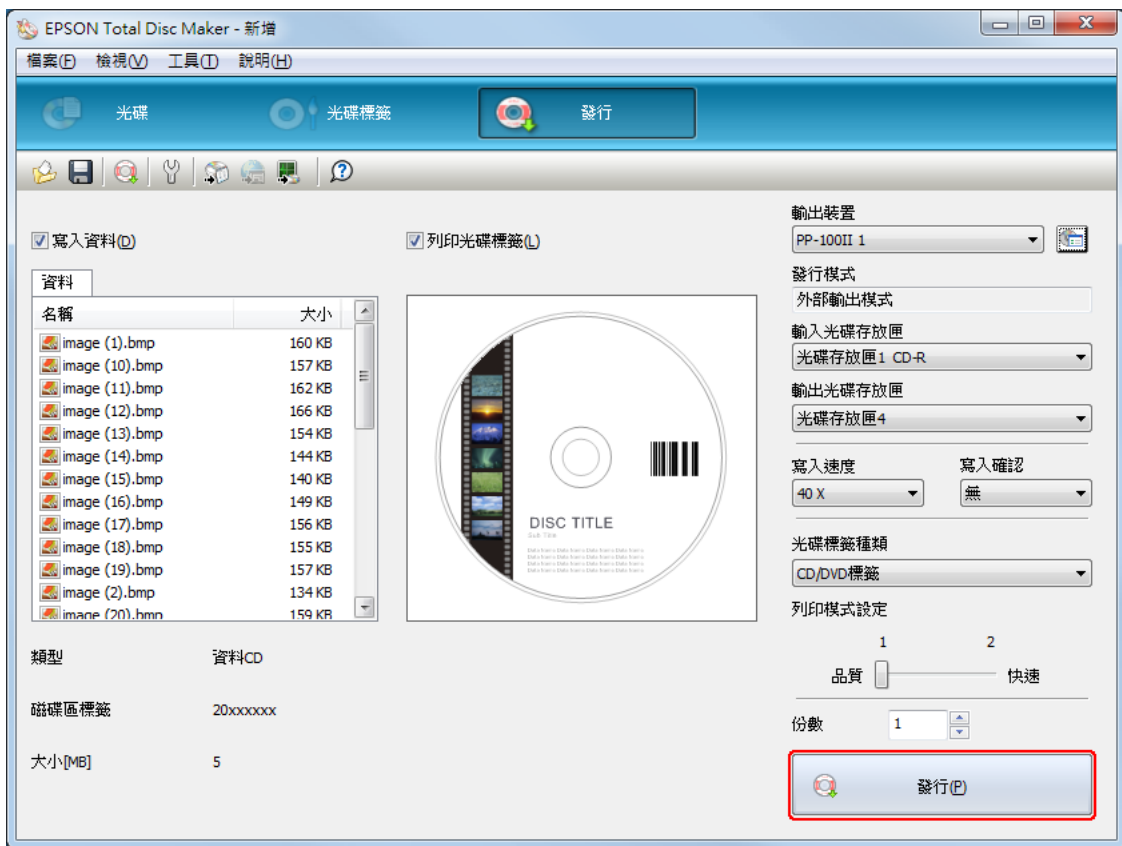 EPSON Total Disc Maker - 新增
檔案(F) 檢視(V) 工具(T) 說明(H)
光碟 光碟標籤 發行
寫入資料(D)
資料
名稱 大小
image (1).bmp 160 KB
image (10).bmp 157 KB
image (11).bmp 162 KB
image (12).bmp 166 KB
image (13).bmp 154 KB
image (14).bmp 144 KB
image (15).bmp 140 KB
image (16).bmp 149 KB
image (17).bmp 156 KB
image (18).bmp 155 KB
image (19).bmp 157 KB
image (2).bmp 134 KB
image (20).bmp 159 KB
類型 資料CD
磁碟區標籤 20xxxxxx
大小[MB] 5
列印光碟標籤(L)
DISC TITLE
Sub Title
輸出裝置
PP-100II 1
發行模式
外部輸出模式
輸入光碟存放匣
光碟存放匣1 CD-R
輸出光碟存放匣
光碟存放匣4
寫入速度 寫入確認
40 X 無
光碟標籤種類
CD/DVD標籤
列印模式設定
1 2
品質 快速
份數 1
發行(P)